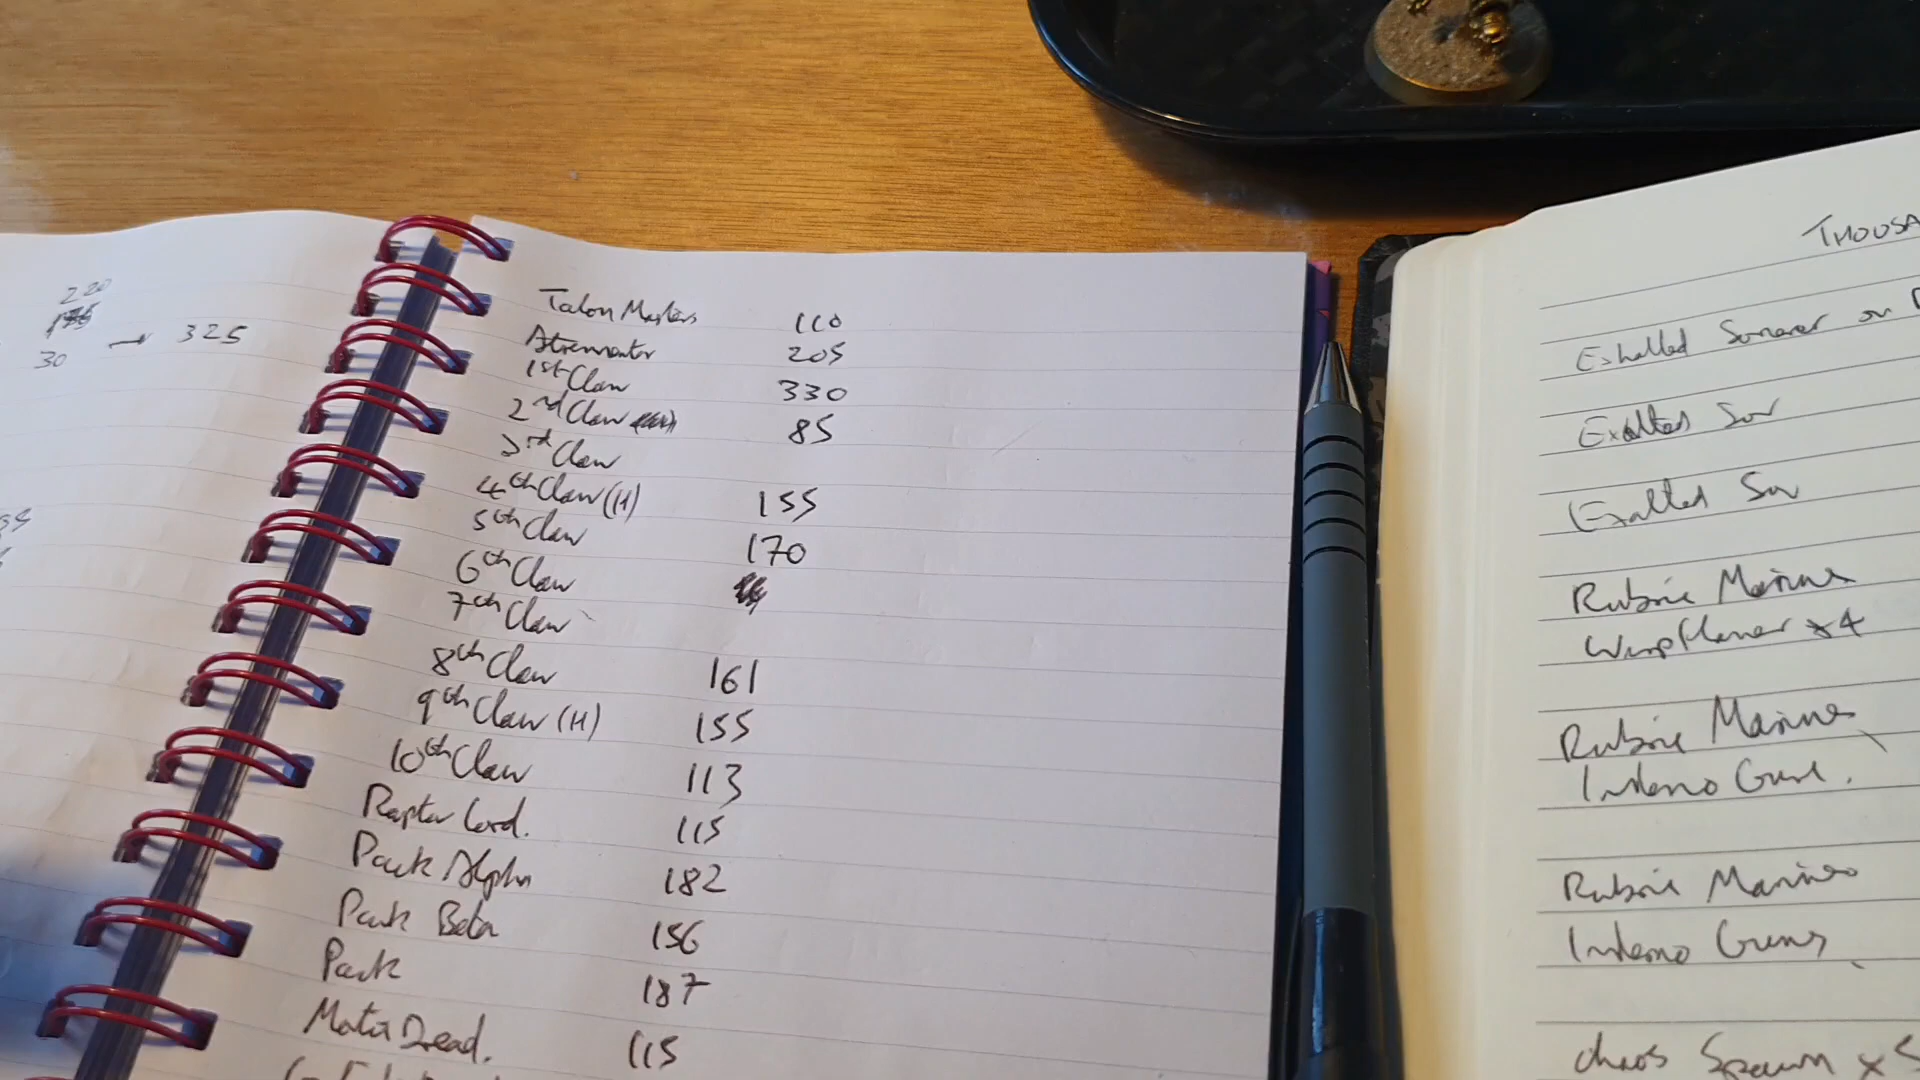 220
30 → 325
Talon Masters 110
Atramentar 205
1st Claw 330
2nd Claw 85
3rd Claw
4th Claw (H) 155
5th Claw 170
6th Claw
7th Claw
8th Claw 161
9th Claw (H) 155
10th Claw 113
Raptor Lord. 115
Pack Alpha 182
Pack Beta 156
Pack 187
Mata Dread. 115
THOUSA
Exhalted Sorcerer on
Exalted Sor
Exalted Sor
Rubric Marines
Warpflamer x4
Rubric Marines
Inferno Guns.
Rubric Marines
Inferno Guns
Chaos Spawn x